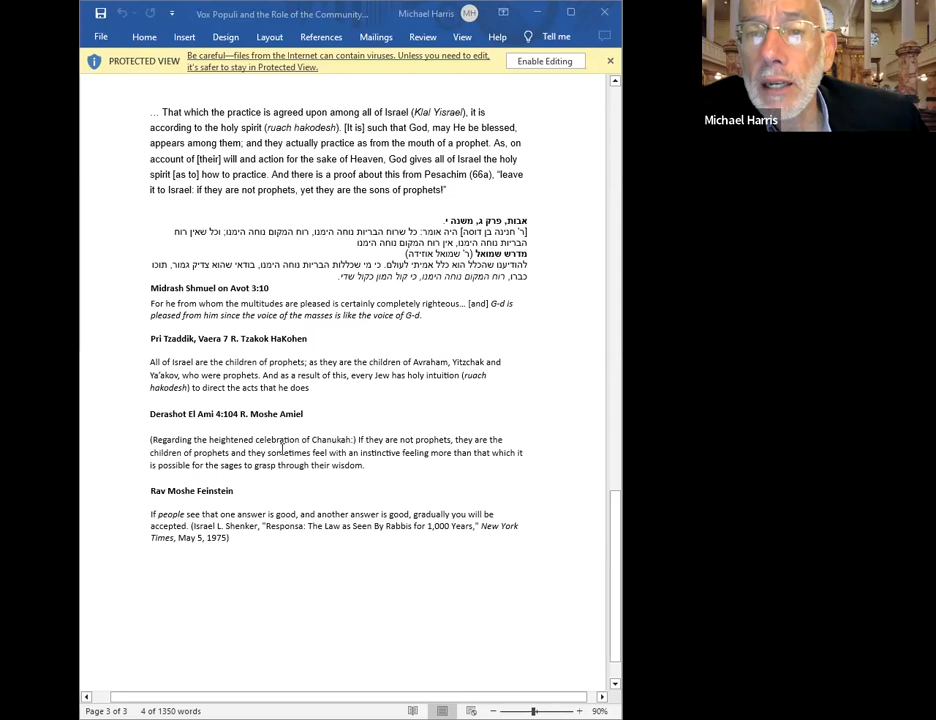 Vox Populi and the Role of the Community...
Michael Harris
MH
File Home Insert Design Layout References Mailings Review View Help Tell me
PROTECTED VIEW
Be careful—files from the Internet can contain viruses. Unless you need to edit,
it's safer to stay in Protected View.
Enable Editing
… That which the practice is agreed upon among all of Israel (Klal Yisrael), it is
according to the holy spirit (ruach hakodesh). [It is] such that God, may He be blessed,
appears among them; and they actually practice as from the mouth of a prophet. As, on
account of [their] will and action for the sake of Heaven, God gives all of Israel the holy
spirit [as to] how to practice. And there is a proof about this from Pesachim (66a), “leave
it to Israel: if they are not prophets, yet they are the sons of prophets!”
אבות, פרק ג, משנה י.
[ר' חנינה בן דוסה] היה אומר: כל שרוח הבריות נוחה הימנו, רוח המקום נוחה הימנו; וכל שאין רוח
הבריות נוחה הימנו, אין רוח המקום נוחה הימנו
מדרש שמואל (ר' שמואל אוזידה)
להודיענו שהכלל הוא כלל אמיתי לעולם. כי מי שכללות הבריות נוחה הימנו, בודאי שהוא צדיק גמור, תוכו
כברו, רוח המקום נוחה הימנו, כי קול המון כקול שדי.
Midrash Shmuel on Avot 3:10
For he from whom the multitudes are pleased is certainly completely righteous... [and] G-d is
pleased from him since the voice of the masses is like the voice of G-d.
Pri Tzaddik, Vaera 7 R. Tzakok HaKohen
All of Israel are the children of prophets; as they are the children of Avraham, Yitzchak and
Ya’akov, who were prophets. And as a result of this, every Jew has holy intuition (ruach
hakodesh) to direct the acts that he does
Derashot El Ami 4:104 R. Moshe Amiel
(Regarding the heightened celebration of Chanukah:) If they are not prophets, they are the
children of prophets and they sometimes feel with an instinctive feeling more than that which it
is possible for the sages to grasp through their wisdom.
Rav Moshe Feinstein
If people see that one answer is good, and another answer is good, gradually you will be
accepted. (Israel L. Shenker, "Responsa: The Law as Seen By Rabbis for 1,000 Years," New York
Times, May 5, 1975)
Page 3 of 3 4 of 1350 words
90%
Michael Harris